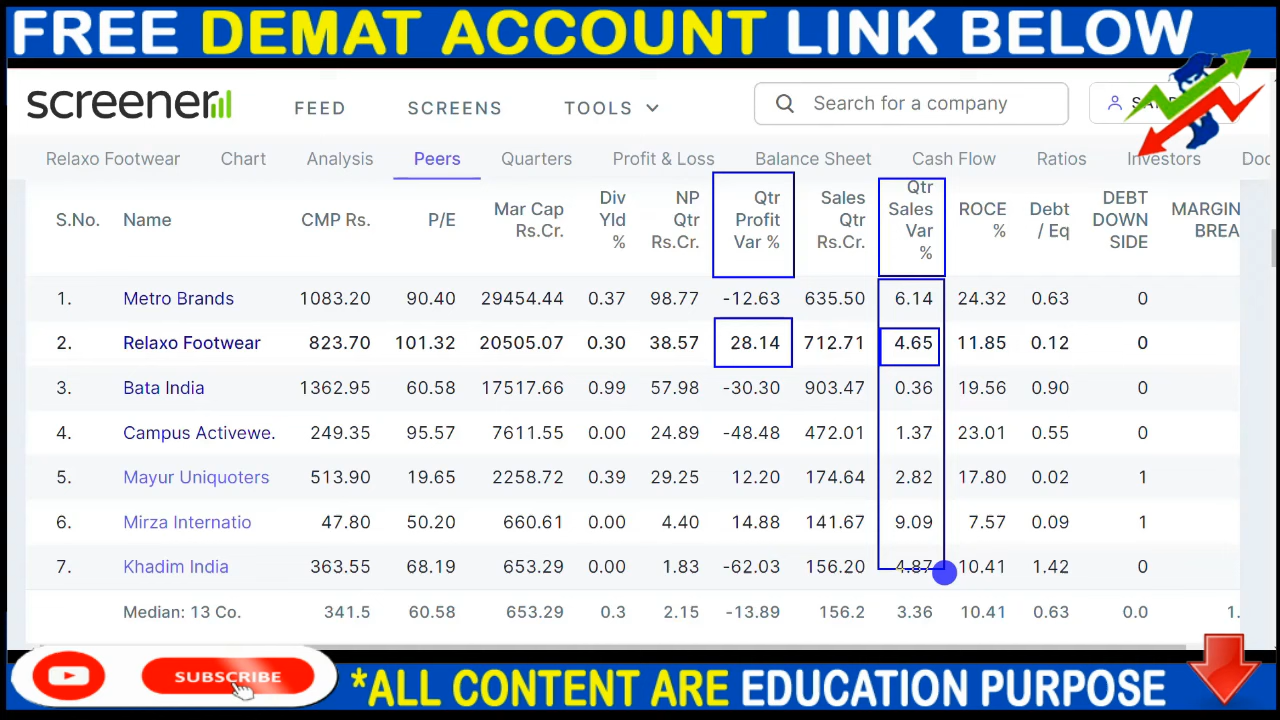 FREE DEMAT ACCOUNT LINK BELOW
screener FEED SCREENS TOOLS Search for a company
Relaxo Footwear Chart Analysis Peers Quarters Profit & Loss Balance Sheet Cash Flow Ratios Investors
S.No. Name CMP Rs. P/E Mar Cap Rs.Cr. Div Yld % NP Qtr Rs.Cr. Qtr Profit Var % Sales Qtr Rs.Cr. Qtr Sales Var % ROCE % Debt / Eq DEBT DOWN SIDE MARGIN BREA
1. Metro Brands 1083.20 90.40 29454.44 0.37 98.77 -12.63 635.50 6.14 24.32 0.63 0
2. Relaxo Footwear 823.70 101.32 20505.07 0.30 38.57 28.14 712.71 4.65 11.85 0.12 0
3. Bata India 1362.95 60.58 17517.66 0.99 57.98 -30.30 903.47 0.36 19.56 0.90 0
4. Campus Activewe. 249.35 95.57 7611.55 0.00 24.89 -48.48 472.01 1.37 23.01 0.55 0
5. Mayur Uniquoters 513.90 19.65 2258.72 0.39 29.25 12.20 174.64 2.82 17.80 0.02 1
6. Mirza Internatio 47.80 50.20 660.61 0.00 4.40 14.88 141.67 9.09 7.57 0.09 1
7. Khadim India 363.55 68.19 653.29 0.00 1.83 -62.03 156.20 4.87 10.41 1.42 0
Median: 13 Co. 341.5 60.58 653.29 0.3 2.15 -13.89 156.2 3.36 10.41 0.63 0.0 1.
SUBSCRIBE
*ALL CONTENT ARE EDUCATION PURPOSE